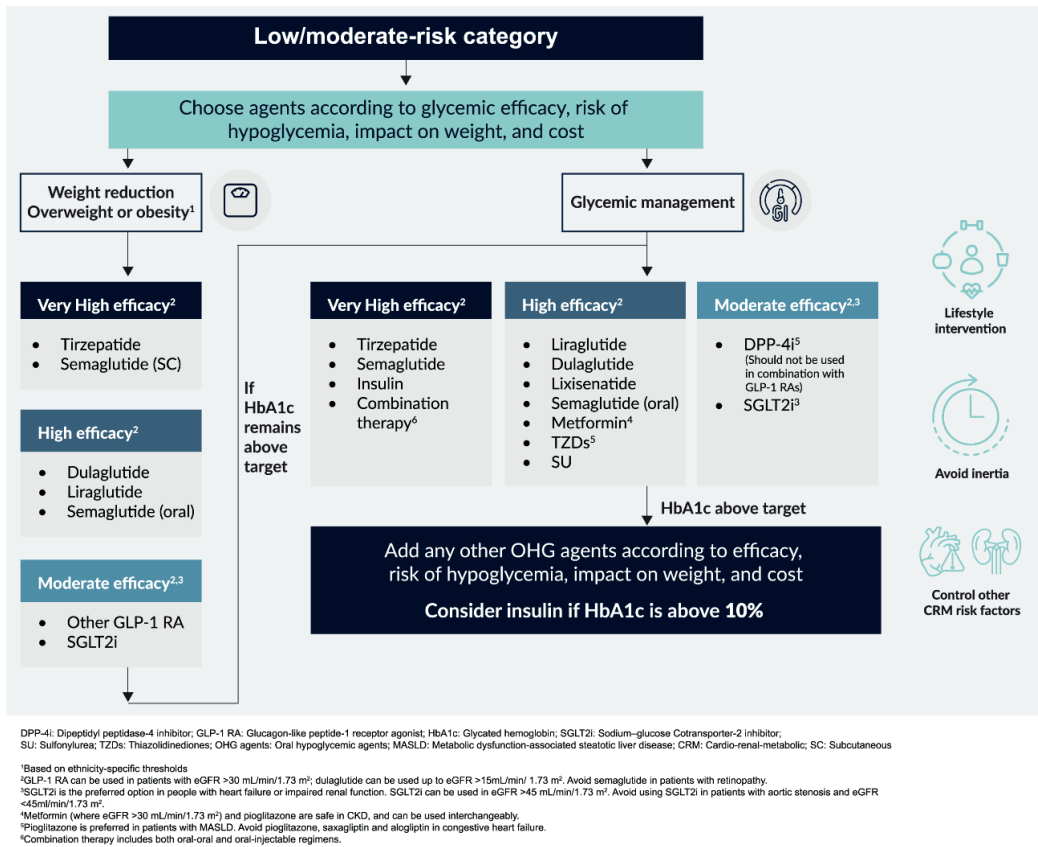 Low/moderate-risk category
Choose agents according to glycemic efficacy, risk of
hypoglycemia, impact on weight, and cost
Weight reduction
Overweight or obesity¹
Glycemic management
GI
Very High efficacy²
• Tirzepatide
• Semaglutide (SC)
High efficacy²
• Dulaglutide
• Liraglutide
• Semaglutide (oral)
Moderate efficacy²,³
• Other GLP-1 RA
• SGLT2i
If
HbA1c
remains
above
target
Very High efficacy²
• Tirzepatide
• Semaglutide
• Insulin
• Combination
therapy⁶
High efficacy²
• Liraglutide
• Dulaglutide
• Lixisenatide
• Semaglutide (oral)
• Metformin⁴
• TZDs⁵
• SU
Moderate efficacy²,³
• DPP-4i⁵
(Should not be used
in combination with
GLP-1 RAs)
• SGLT2i³
HbA1c above target
Add any other OHG agents according to efficacy,
risk of hypoglycemia, impact on weight, and cost
Consider insulin if HbA1c is above 10%
Lifestyle
intervention
Avoid inertia
Control other
CRM risk factors
DPP-4i: Dipeptidyl peptidase-4 inhibitor; GLP-1 RA: Glucagon-like peptide-1 receptor agonist; HbA1c: Glycated hemoglobin; SGLT2i: Sodium–glucose Cotransporter-2 inhibitor;
SU: Sulfonylurea; TZDs: Thiazolidinediones; OHG agents: Oral hypoglycemic agents; MASLD: Metabolic dysfunction-associated steatotic liver disease; CRM: Cardio-renal-metabolic; SC: Subcutaneous
¹Based on ethnicity-specific thresholds
²GLP-1 RA can be used in patients with eGFR >30 mL/min/1.73 m²; dulaglutide can be used up to eGFR >15mL/min/ 1.73 m². Avoid semaglutide in patients with retinopathy.
³SGLT2i is the preferred option in people with heart failure or impaired renal function. SGLT2i can be used in eGFR >45 mL/min/1.73 m². Avoid using SGLT2i in patients with aortic stenosis and eGFR
<45ml/min/1.73 m².
⁴Metformin (where eGFR >30 mL/min/1.73 m²) and pioglitazone are safe in CKD, and can be used interchangeably.
⁵Pioglitazone is preferred in patients with MASLD. Avoid pioglitazone, saxagliptin and alogliptin in congestive heart failure.
⁶Combination therapy includes both oral-oral and oral-injectable regimens.